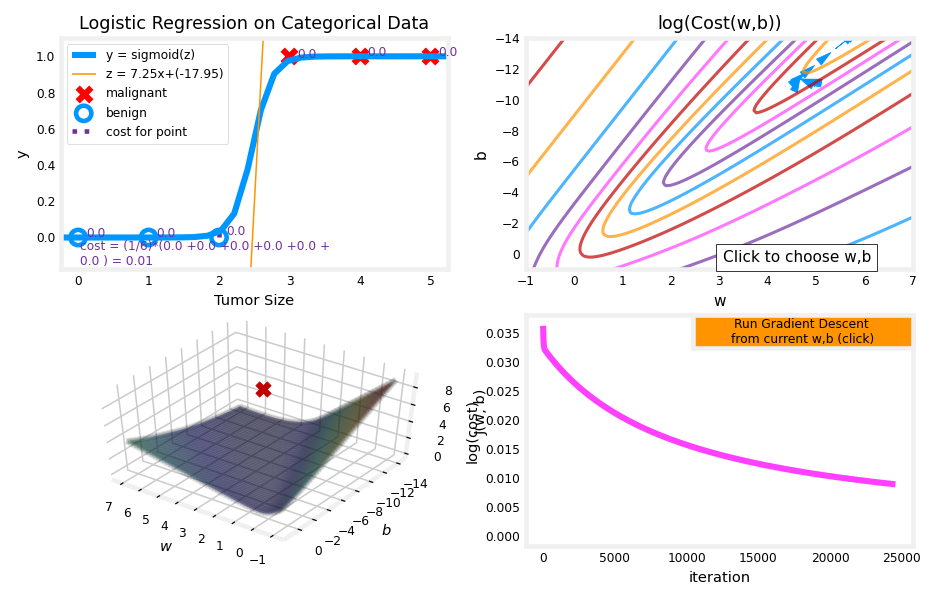 Logistic Regression on Categorical Data
1.0
0.8
0.6
0.4
0.2
0.0
y
y = sigmoid(z)
z = 7.25x+(-17.95)
malignant
benign
cost for point
0.0
0.0
0.0
0.0
0.0
0.0
cost = (1/6)*(0.0 +0.0 +0.0 +0.0 +0.0 +
0.0 ) = 0.01
0 1 2 3 4 5
Tumor Size
log(Cost(w,b))
−14
−12
−10
−8
−6
−4
−2
0
b
Click to choose w,b
−1 0 1 2 3 4 5 6 7
w
7 6 5 4 3 2 1 0 −1
w
0 −2 −4 −6 −8 −10 −12 −14
b
8
6
4
2
0
log(cost)
J(w, b)
Run Gradient Descent
from current w,b (click)
0.035
0.030
0.025
0.020
0.015
0.010
0.005
0.000
0 5000 10000 15000 20000 25000
iteration